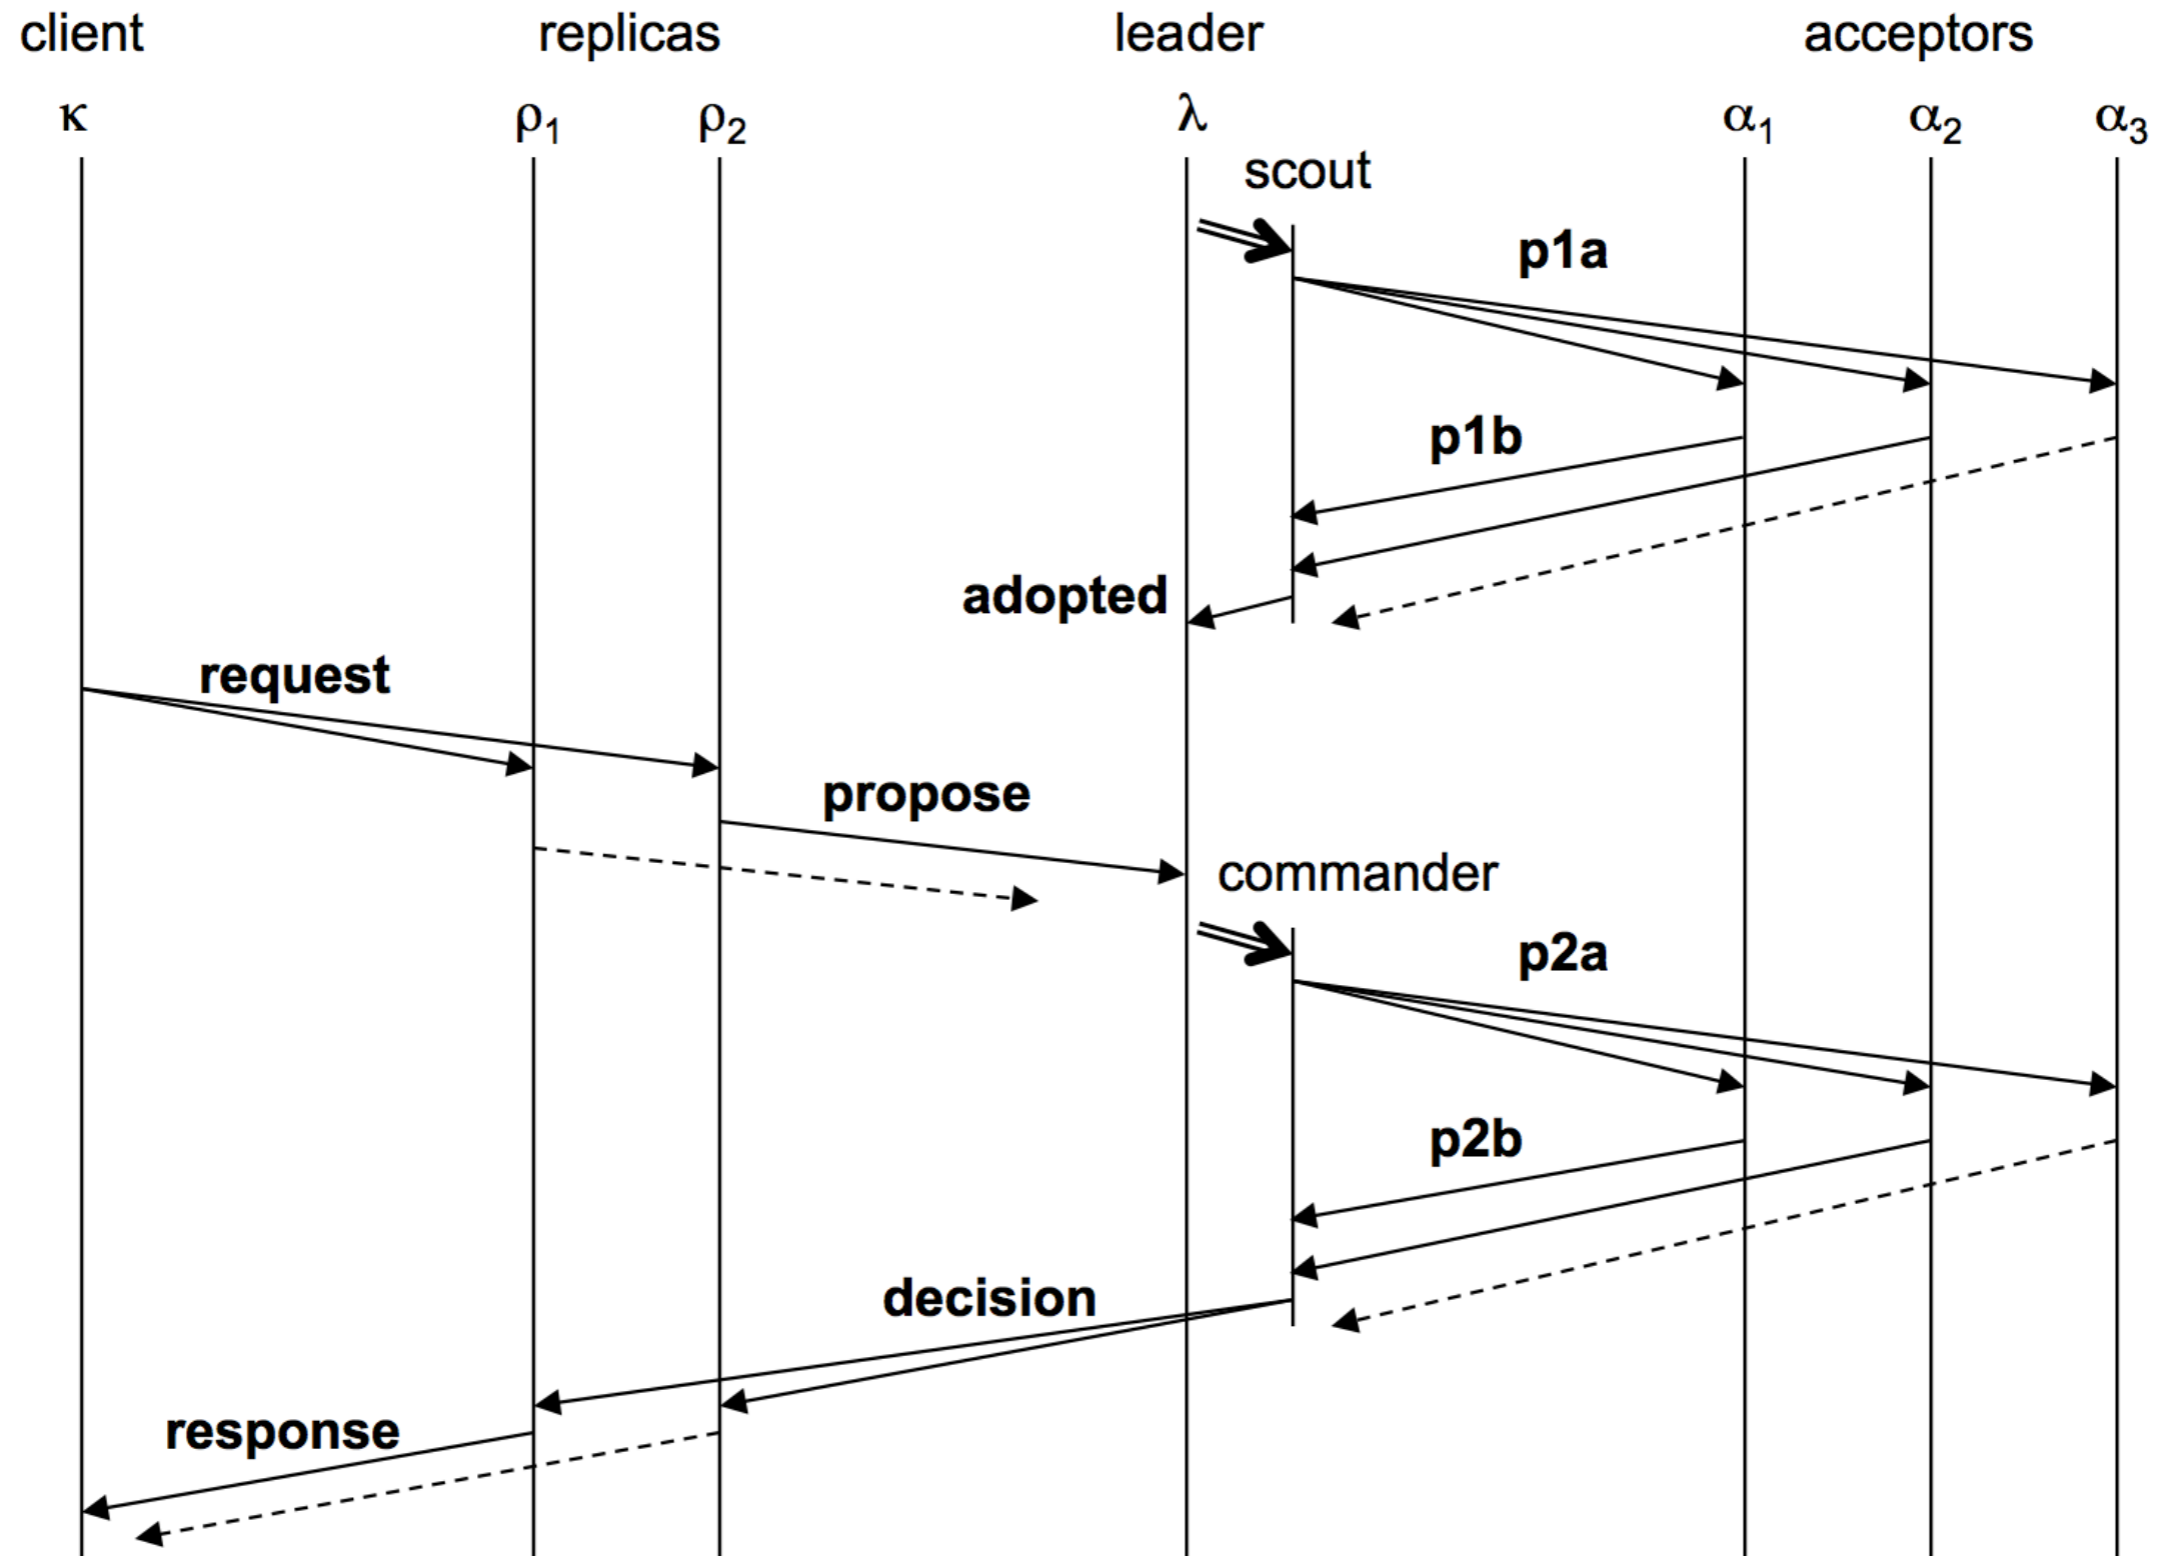 client replicas leader acceptors
κ ρ1 ρ2 λ α1 α2 α3
scout
p1a
p1b
adopted
request
propose
commander
p2a
p2b
decision
response